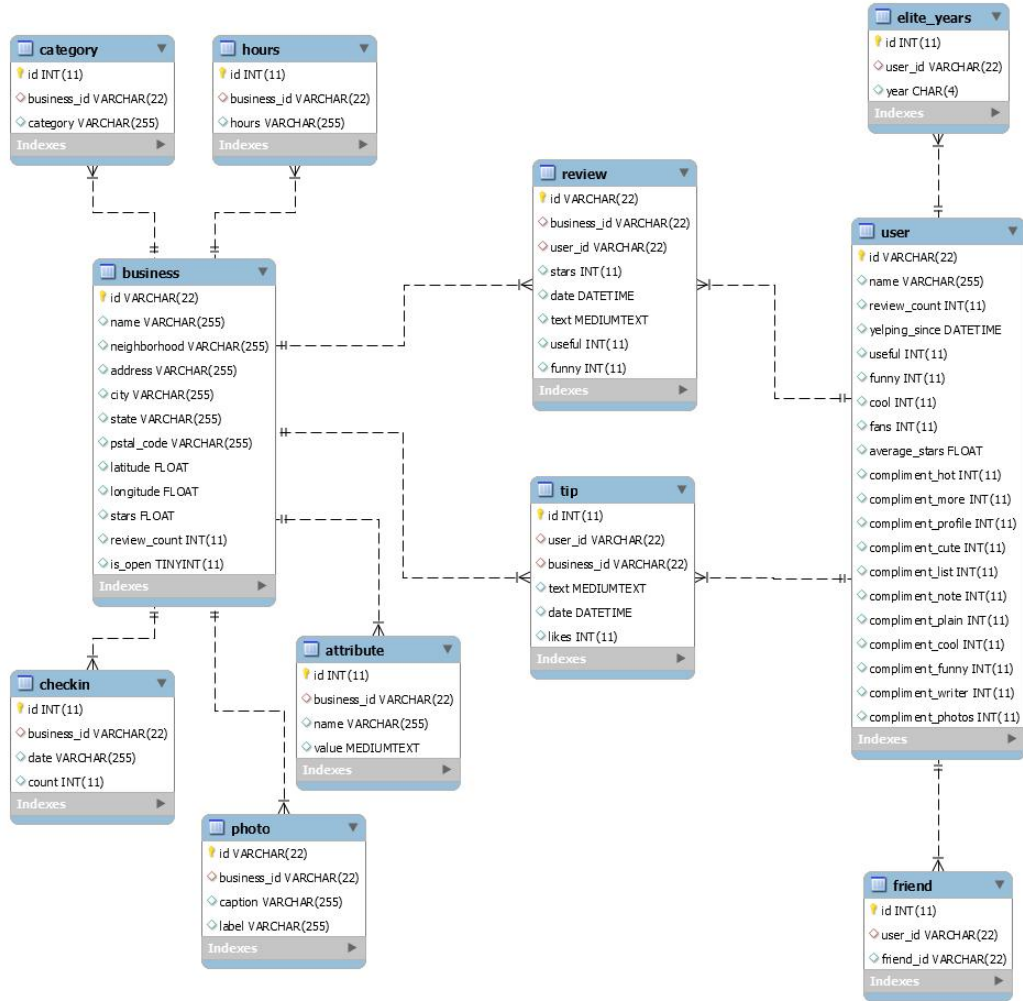 category
id INT(11)
business_id VARCHAR(22)
category VARCHAR(255)
Indexes
hours
id INT(11)
business_id VARCHAR(22)
hours VARCHAR(255)
Indexes
elite_years
id INT(11)
user_id VARCHAR(22)
year CHAR(4)
Indexes
business
id VARCHAR(22)
name VARCHAR(255)
neighborhood VARCHAR(255)
address VARCHAR(255)
city VARCHAR(255)
state VARCHAR(255)
pstal_code VARCHAR(255)
latitude FLOAT
longitude FLOAT
stars FLOAT
review_count INT(11)
is_open TINYINT(11)
Indexes
review
id VARCHAR(22)
business_id VARCHAR(22)
user_id VARCHAR(22)
stars INT(11)
date DATETIME
text MEDIUMTEXT
useful INT(11)
funny INT(11)
Indexes
user
id VARCHAR(22)
name VARCHAR(255)
review_count INT(11)
yelping_since DATETIME
useful INT(11)
funny INT(11)
cool INT(11)
fans INT(11)
average_stars FLOAT
compliment_hot INT(11)
compliment_more INT(11)
compliment_profile INT(11)
compliment_cute INT(11)
compliment_list INT(11)
compliment_note INT(11)
compliment_plain INT(11)
compliment_cool INT(11)
compliment_funny INT(11)
compliment_writer INT(11)
compliment_photos INT(11)
Indexes
tip
id INT(11)
user_id VARCHAR(22)
business_id VARCHAR(22)
text MEDIUMTEXT
date DATETIME
likes INT(11)
Indexes
checkin
id INT(11)
business_id VARCHAR(22)
date VARCHAR(255)
count INT(11)
Indexes
attribute
id INT(11)
business_id VARCHAR(22)
name VARCHAR(255)
value MEDIUMTEXT
Indexes
photo
id VARCHAR(22)
business_id VARCHAR(22)
caption VARCHAR(255)
label VARCHAR(255)
Indexes
friend
id INT(11)
user_id VARCHAR(22)
friend_id VARCHAR(22)
Indexes